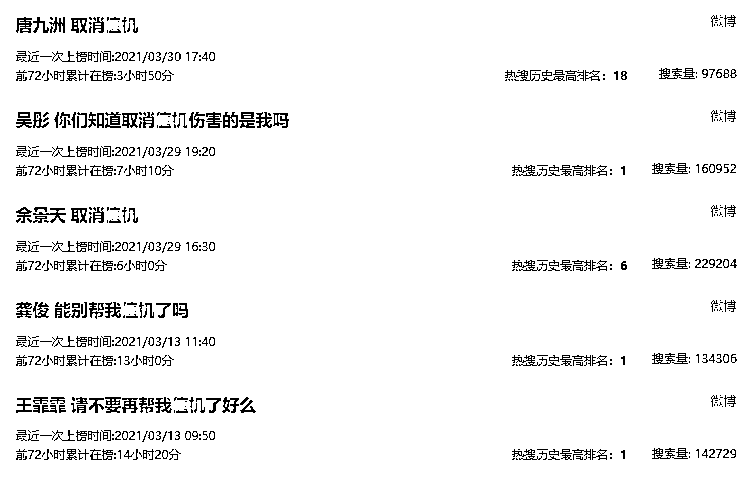 唐九洲 取消值机
微博
最近一次上榜时间:2021/03/30 17:40
前72小时累计在榜:3小时50分
热搜历史最高排名：18
搜索量: 97688
吴彤 你们知道取消值机伤害的是我吗
微博
最近一次上榜时间:2021/03/29 19:20
前72小时累计在榜:7小时10分
热搜历史最高排名：1
搜索量: 160952
余景天 取消值机
微博
最近一次上榜时间:2021/03/29 16:30
前72小时累计在榜:6小时0分
热搜历史最高排名：6
搜索量: 229204
龚俊 能别帮我值机了吗
微博
最近一次上榜时间:2021/03/13 11:40
前72小时累计在榜:13小时0分
热搜历史最高排名：1
搜索量: 134306
王霏霏 请不要再帮我值机了好么
微博
最近一次上榜时间:2021/03/13 09:50
前72小时累计在榜:14小时20分
热搜历史最高排名：1
搜索量: 142729